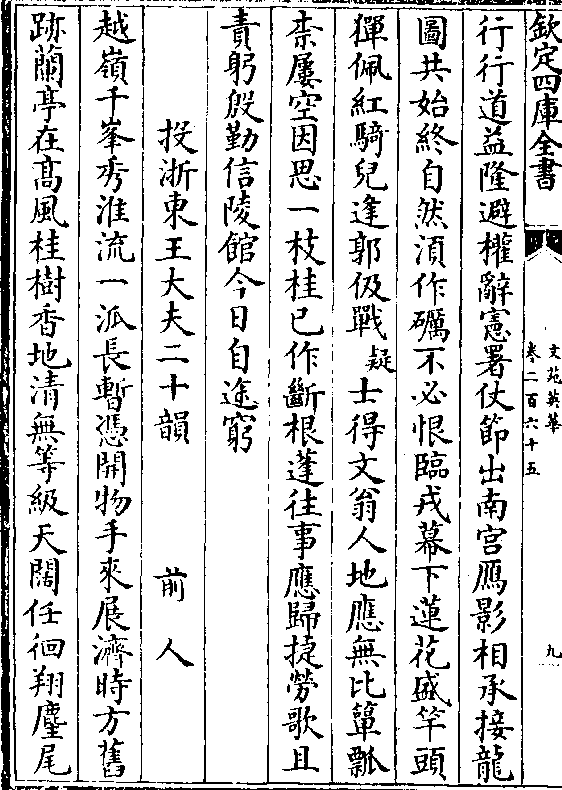 欽定四庫全書
文苑英華
卷二百六十五
九
行行道益隆避權辭憲署仗節出南宫鴈影相承接龍
圖共始終自然湏作礪不必恨臨戎幕下蓮花盛竿頭
獬佩紅騎兒逢郭伋戰疑士得文翁人地應無比簞瓢
柰屢空因思一枝桂已作斷根蓬往事應歸捷勞歌且
責躬殷勤信陵館今日自途窮
投浙東王大夫二十韻　前人
越嶺千峯秀淮流一派長暫憑開物手來展濟時方舊
跡蘭亭在髙風桂樹香地清無等級天闊任徊翔麈尾